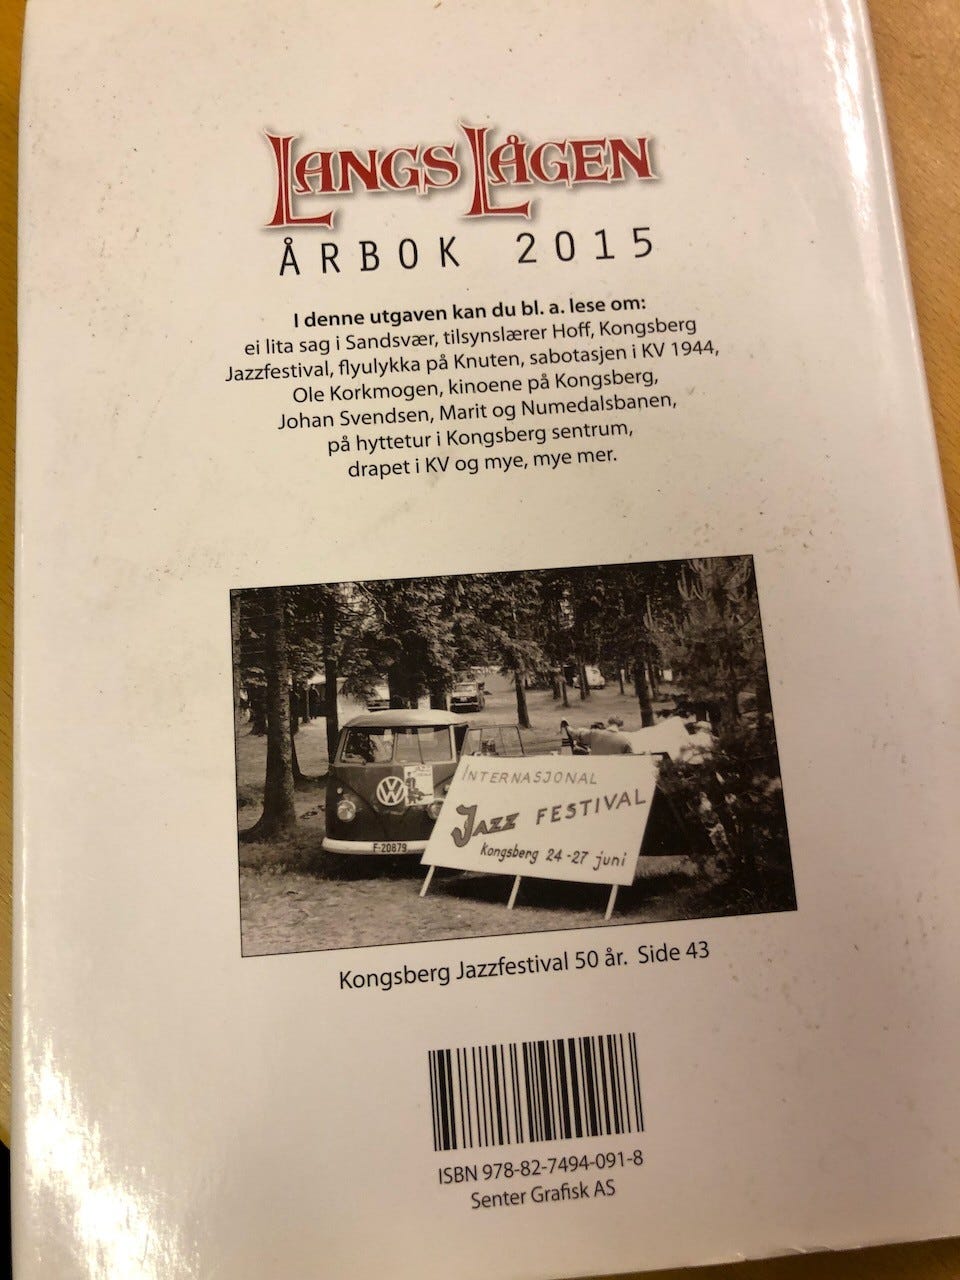 LANGS LÅGEN
ÅRBOK 2015
I denne utgaven kan du bl. a. lese om:
ei lita sag i Sandsvær, tilsynslærer Hoff, Kongsberg
Jazzfestival, flyulykka på Knuten, sabotasjen i KV 1944,
Ole Korkmogen, kinoene på Kongsberg,
Johan Svendsen, Marit og Numedalsbanen,
på hyttetur i Kongsberg sentrum,
drapet i KV og mye, mye mer.
INTERNASJONAL
JAZZ FESTIVAL
Kongsberg 24-27 juni
F-20879
Kongsberg Jazzfestival 50 år. Side 43
ISBN 978-82-7494-091-8
Senter Grafisk AS